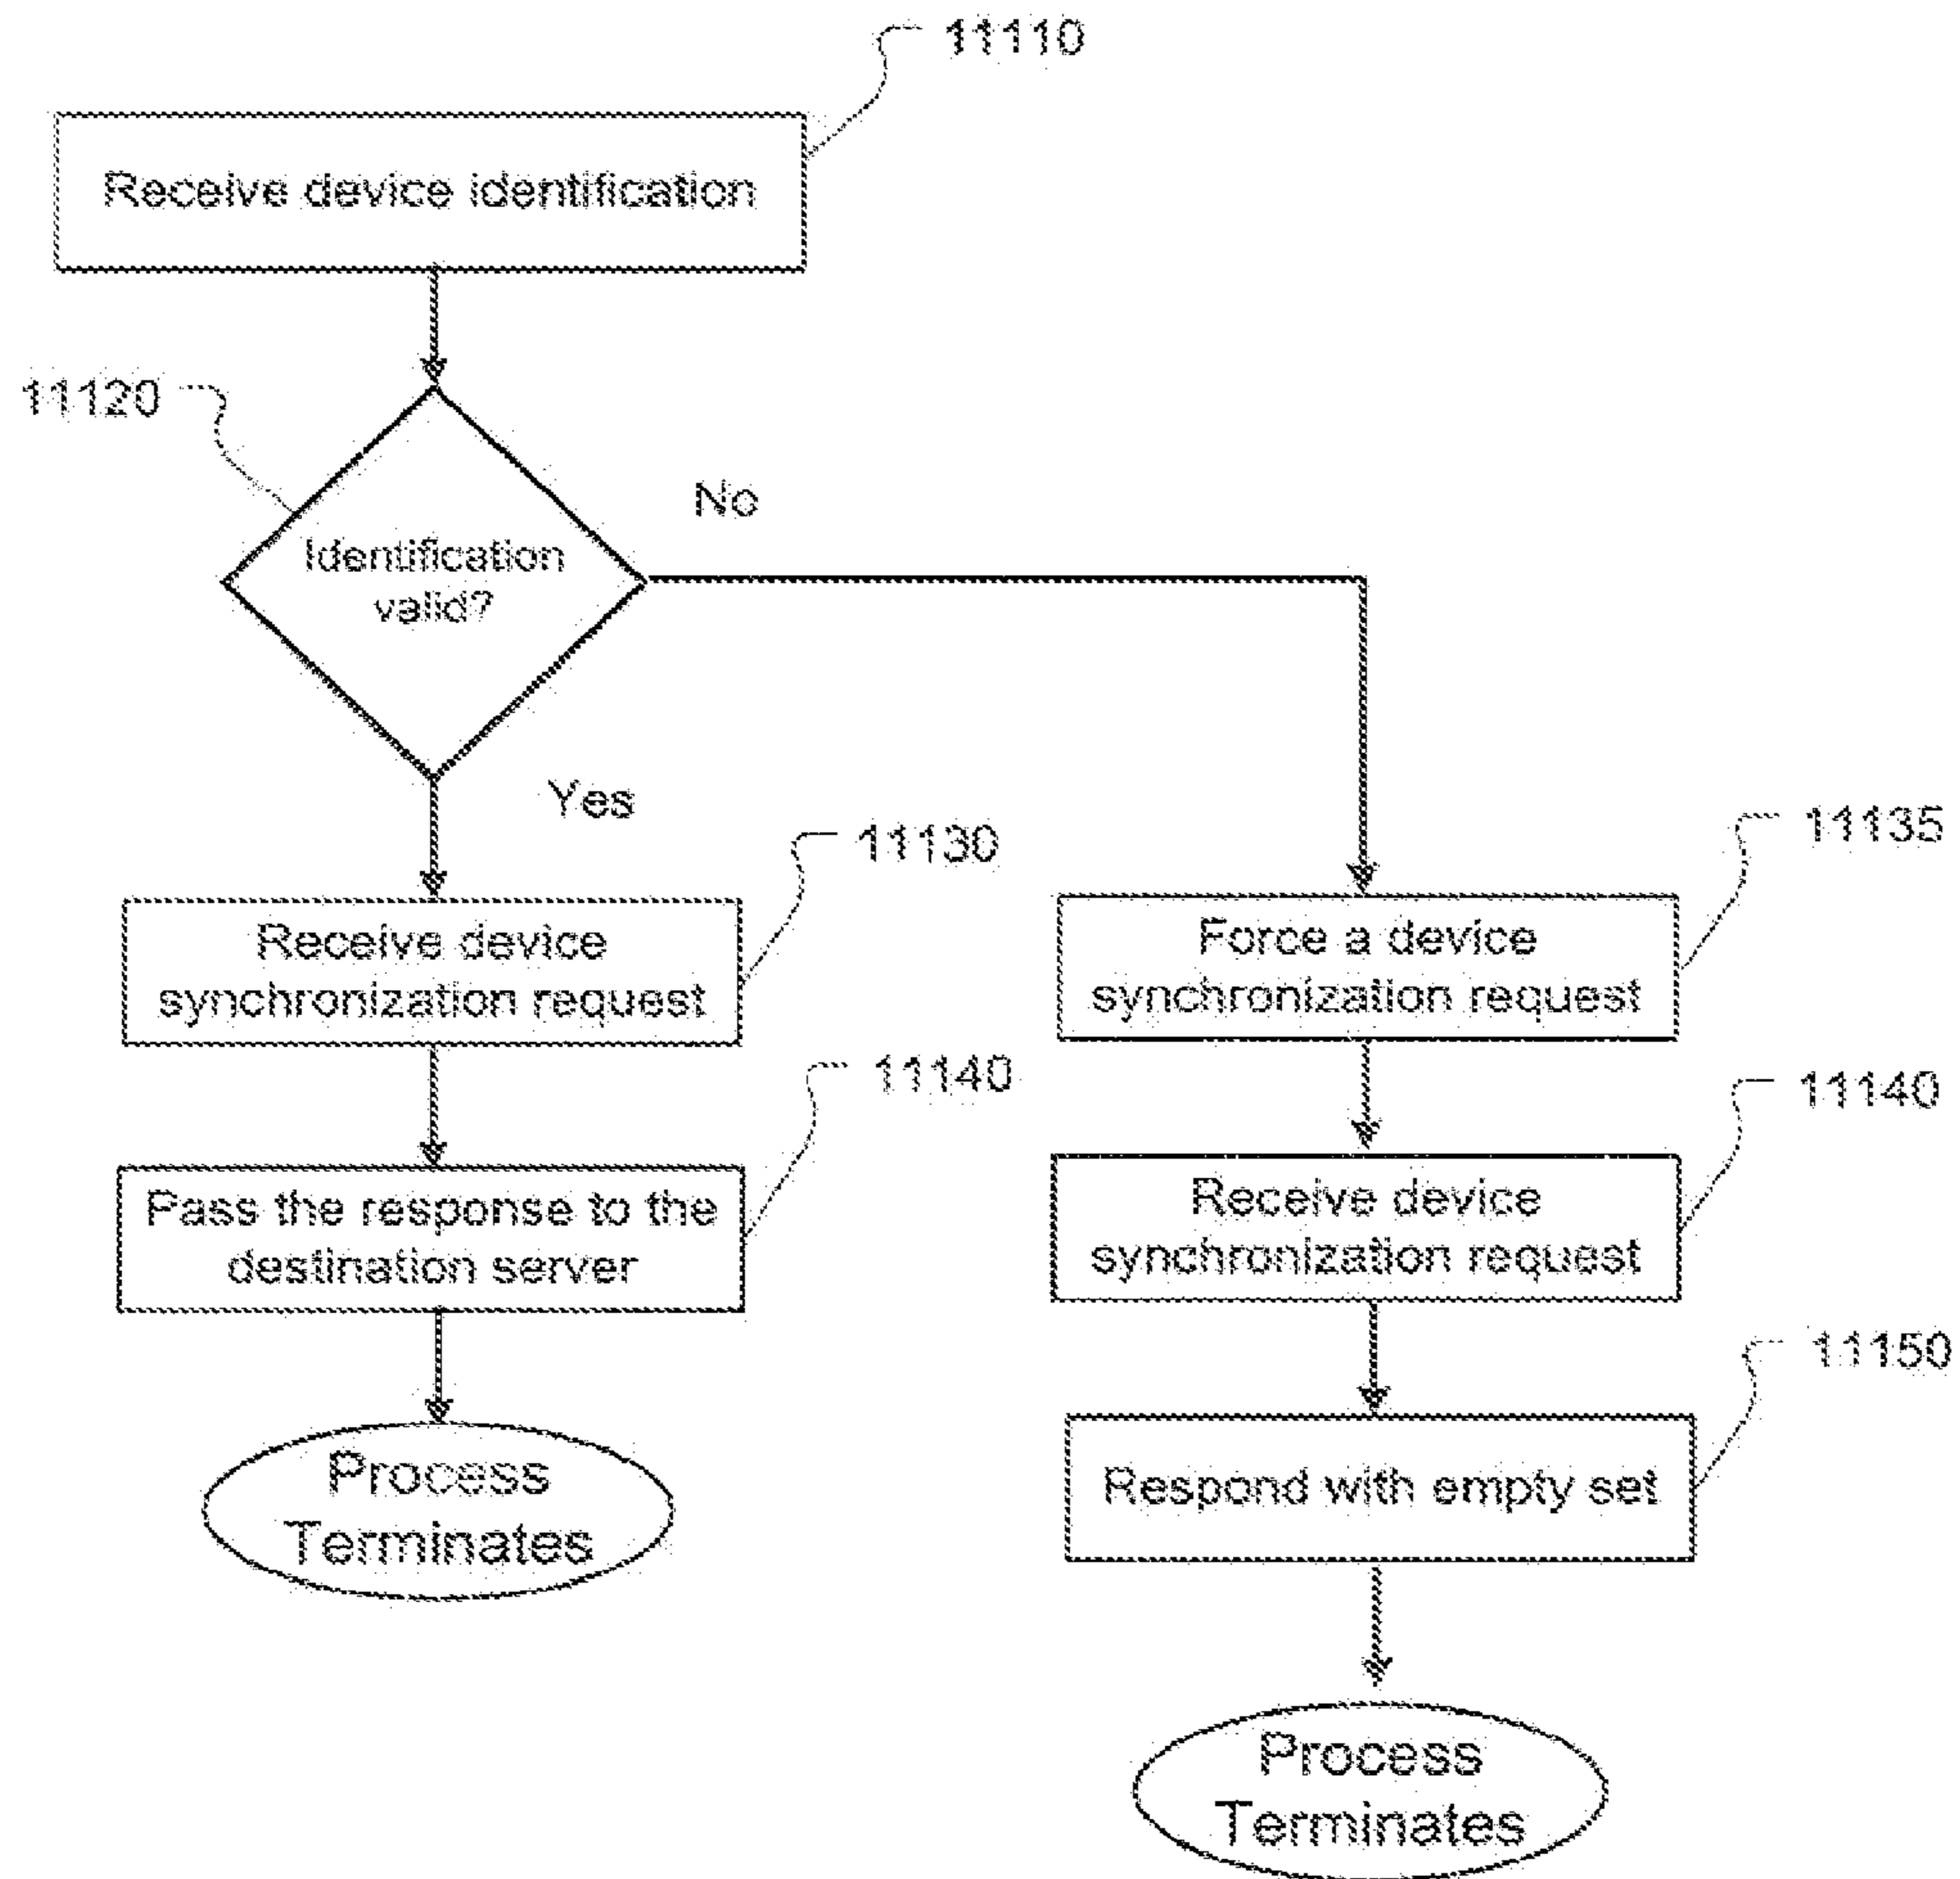 11110
Receive device identification
11120
Identification
valid?
No
Yes
11130
Receive device
synchronization request
11140
Pass the response to the
destination server
Process
Terminates
11135
Force a device
synchronization request
11140
Receive device
synchronization request
11150
Respond with empty set
Process
Terminates